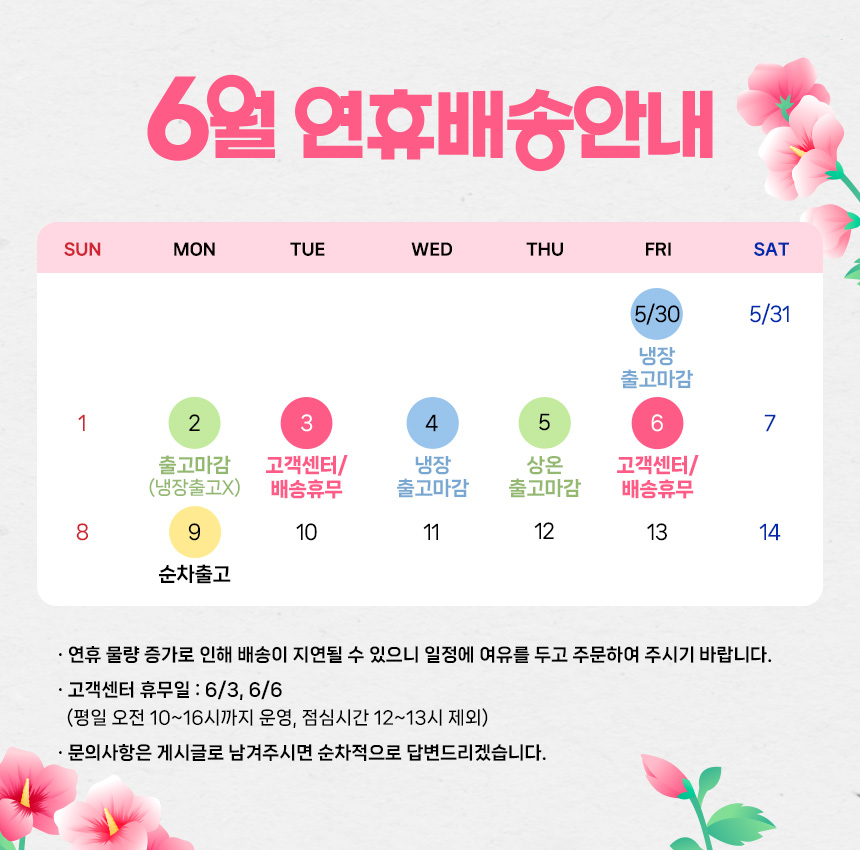 6월 연휴배송안내
SUN MON TUE WED THU FRI SAT
5/30 5/31
냉장
출고마감
1 2 3 4 5 6 7
출고마감 고객센터/ 냉장 상온 고객센터/
(냉장출고X) 배송휴무 출고마감 출고마감 배송휴무
8 9 10 11 12 13 14
순차출고
· 연휴 물량 증가로 인해 배송이 지연될 수 있으니 일정에 여유를 두고 주문하여 주시기 바랍니다.
· 고객센터 휴무일 : 6/3, 6/6
(평일 오전 10~16시까지 운영, 점심시간 12~13시 제외)
· 문의사항은 게시글로 남겨주시면 순차적으로 답변드리겠습니다.